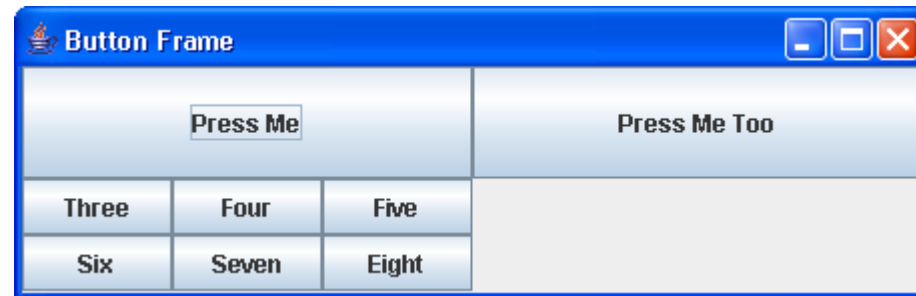 Button Frame
Press Me Press Me Too
Three Four Five
Six Seven Eight